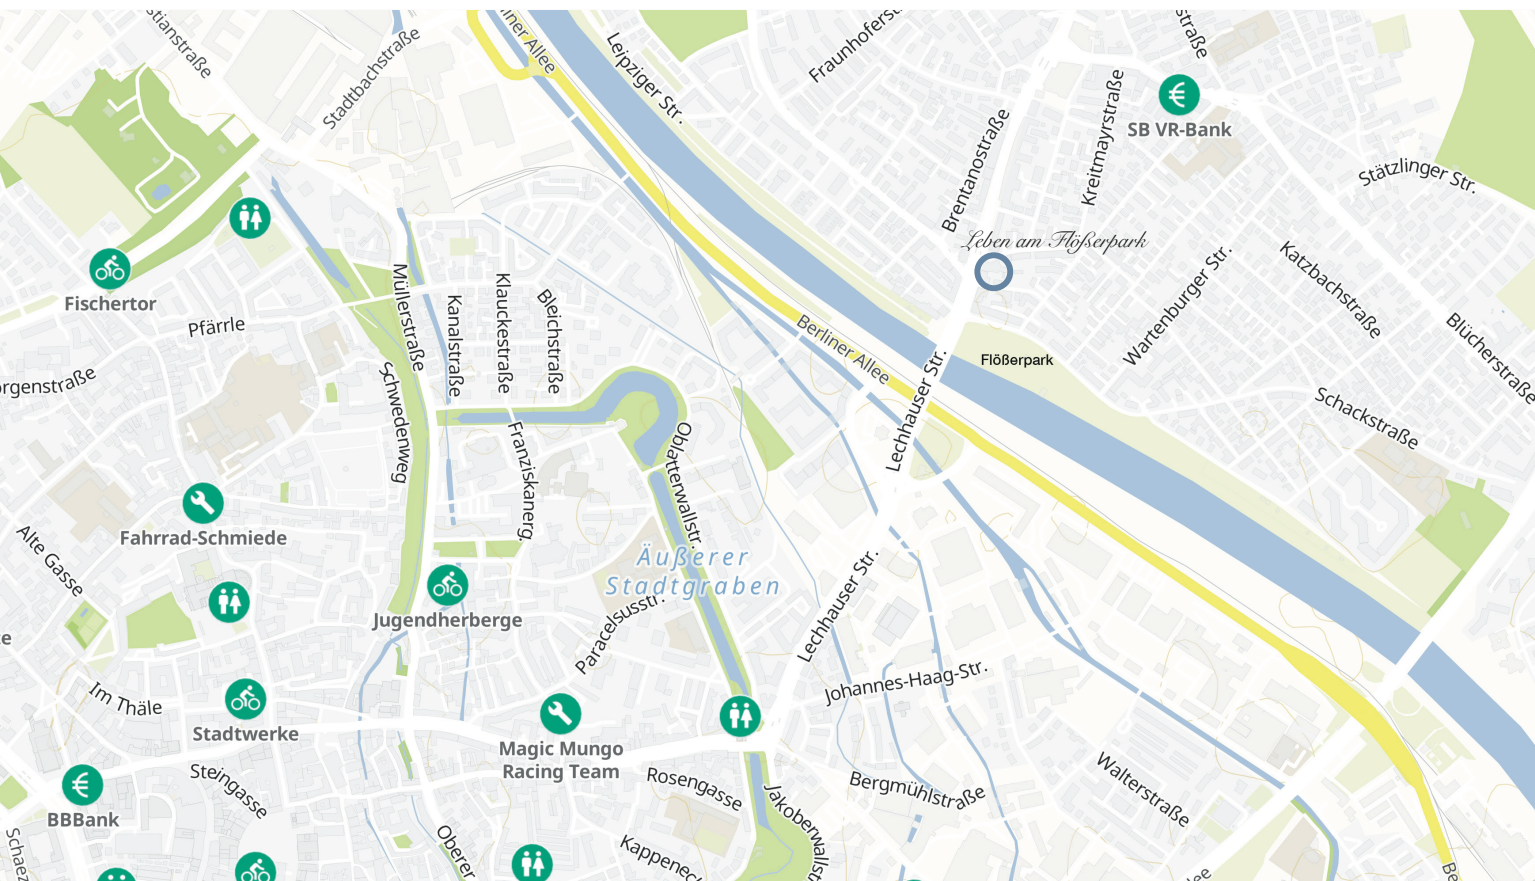 Berliner Allee
Leipziger Str.
Stadtbachstraße
Brentanostraße
Kreitmayrstraße
SB VR-Bank
Stätzlinger Str.
Leben am Flößerpark
Katzbachstraße
Wartenburger Str.
Blücherstraße
Fischertor
Pfärrle
Müllerstraße
Kanalstraße
Klauckestraße
Bleichstraße
Berliner Allee
Flößerpark
Lechhauser Str.
Schackstraße
Schwedenweg
Franziskanerg.
Oblatterwallstr.
Fahrrad-Schmiede
Alte Gasse
Äußerer
Stadtgraben
Jugendherberge
Paracelsusstr.
Lechhauser Str.
Johannes-Haag-Str.
Im Thäle
Stadtwerke
Magic Mungo
Racing Team
Steingasse
Rosengasse
Bergmühlstraße
Walterstraße
BBBank
Oberer